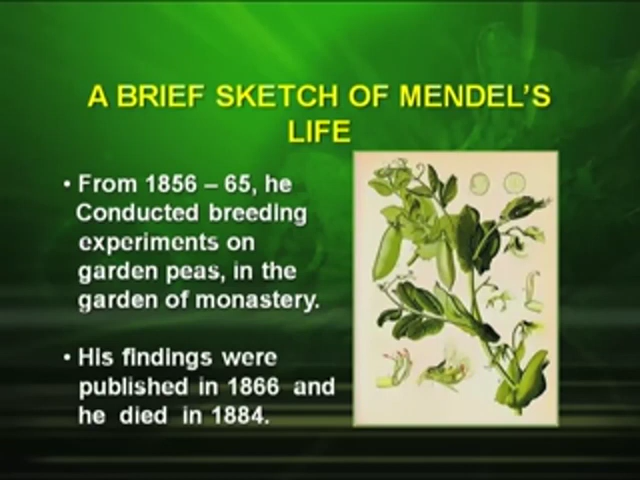 A BRIEF SKETCH OF MENDEL'S
LIFE
• From 1856 – 65, he
Conducted breeding
experiments on
garden peas, in the
garden of monastery.
• His findings were
published in 1866 and
he died in 1884.